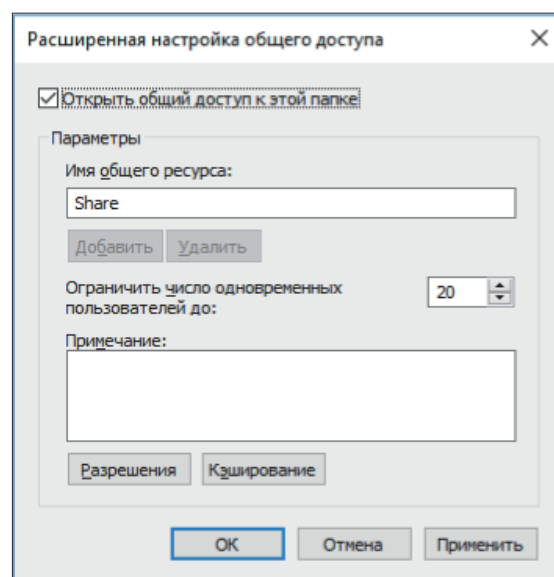 Расширенная настройка общего доступа
Открыть общий доступ к этой папке
Параметры
Имя общего ресурса:
Share
Добавить Удалить
Ограничить число одновременных 20
пользователей до:
Примечание:
Разрешения Кэширование
ОК Отмена Применить